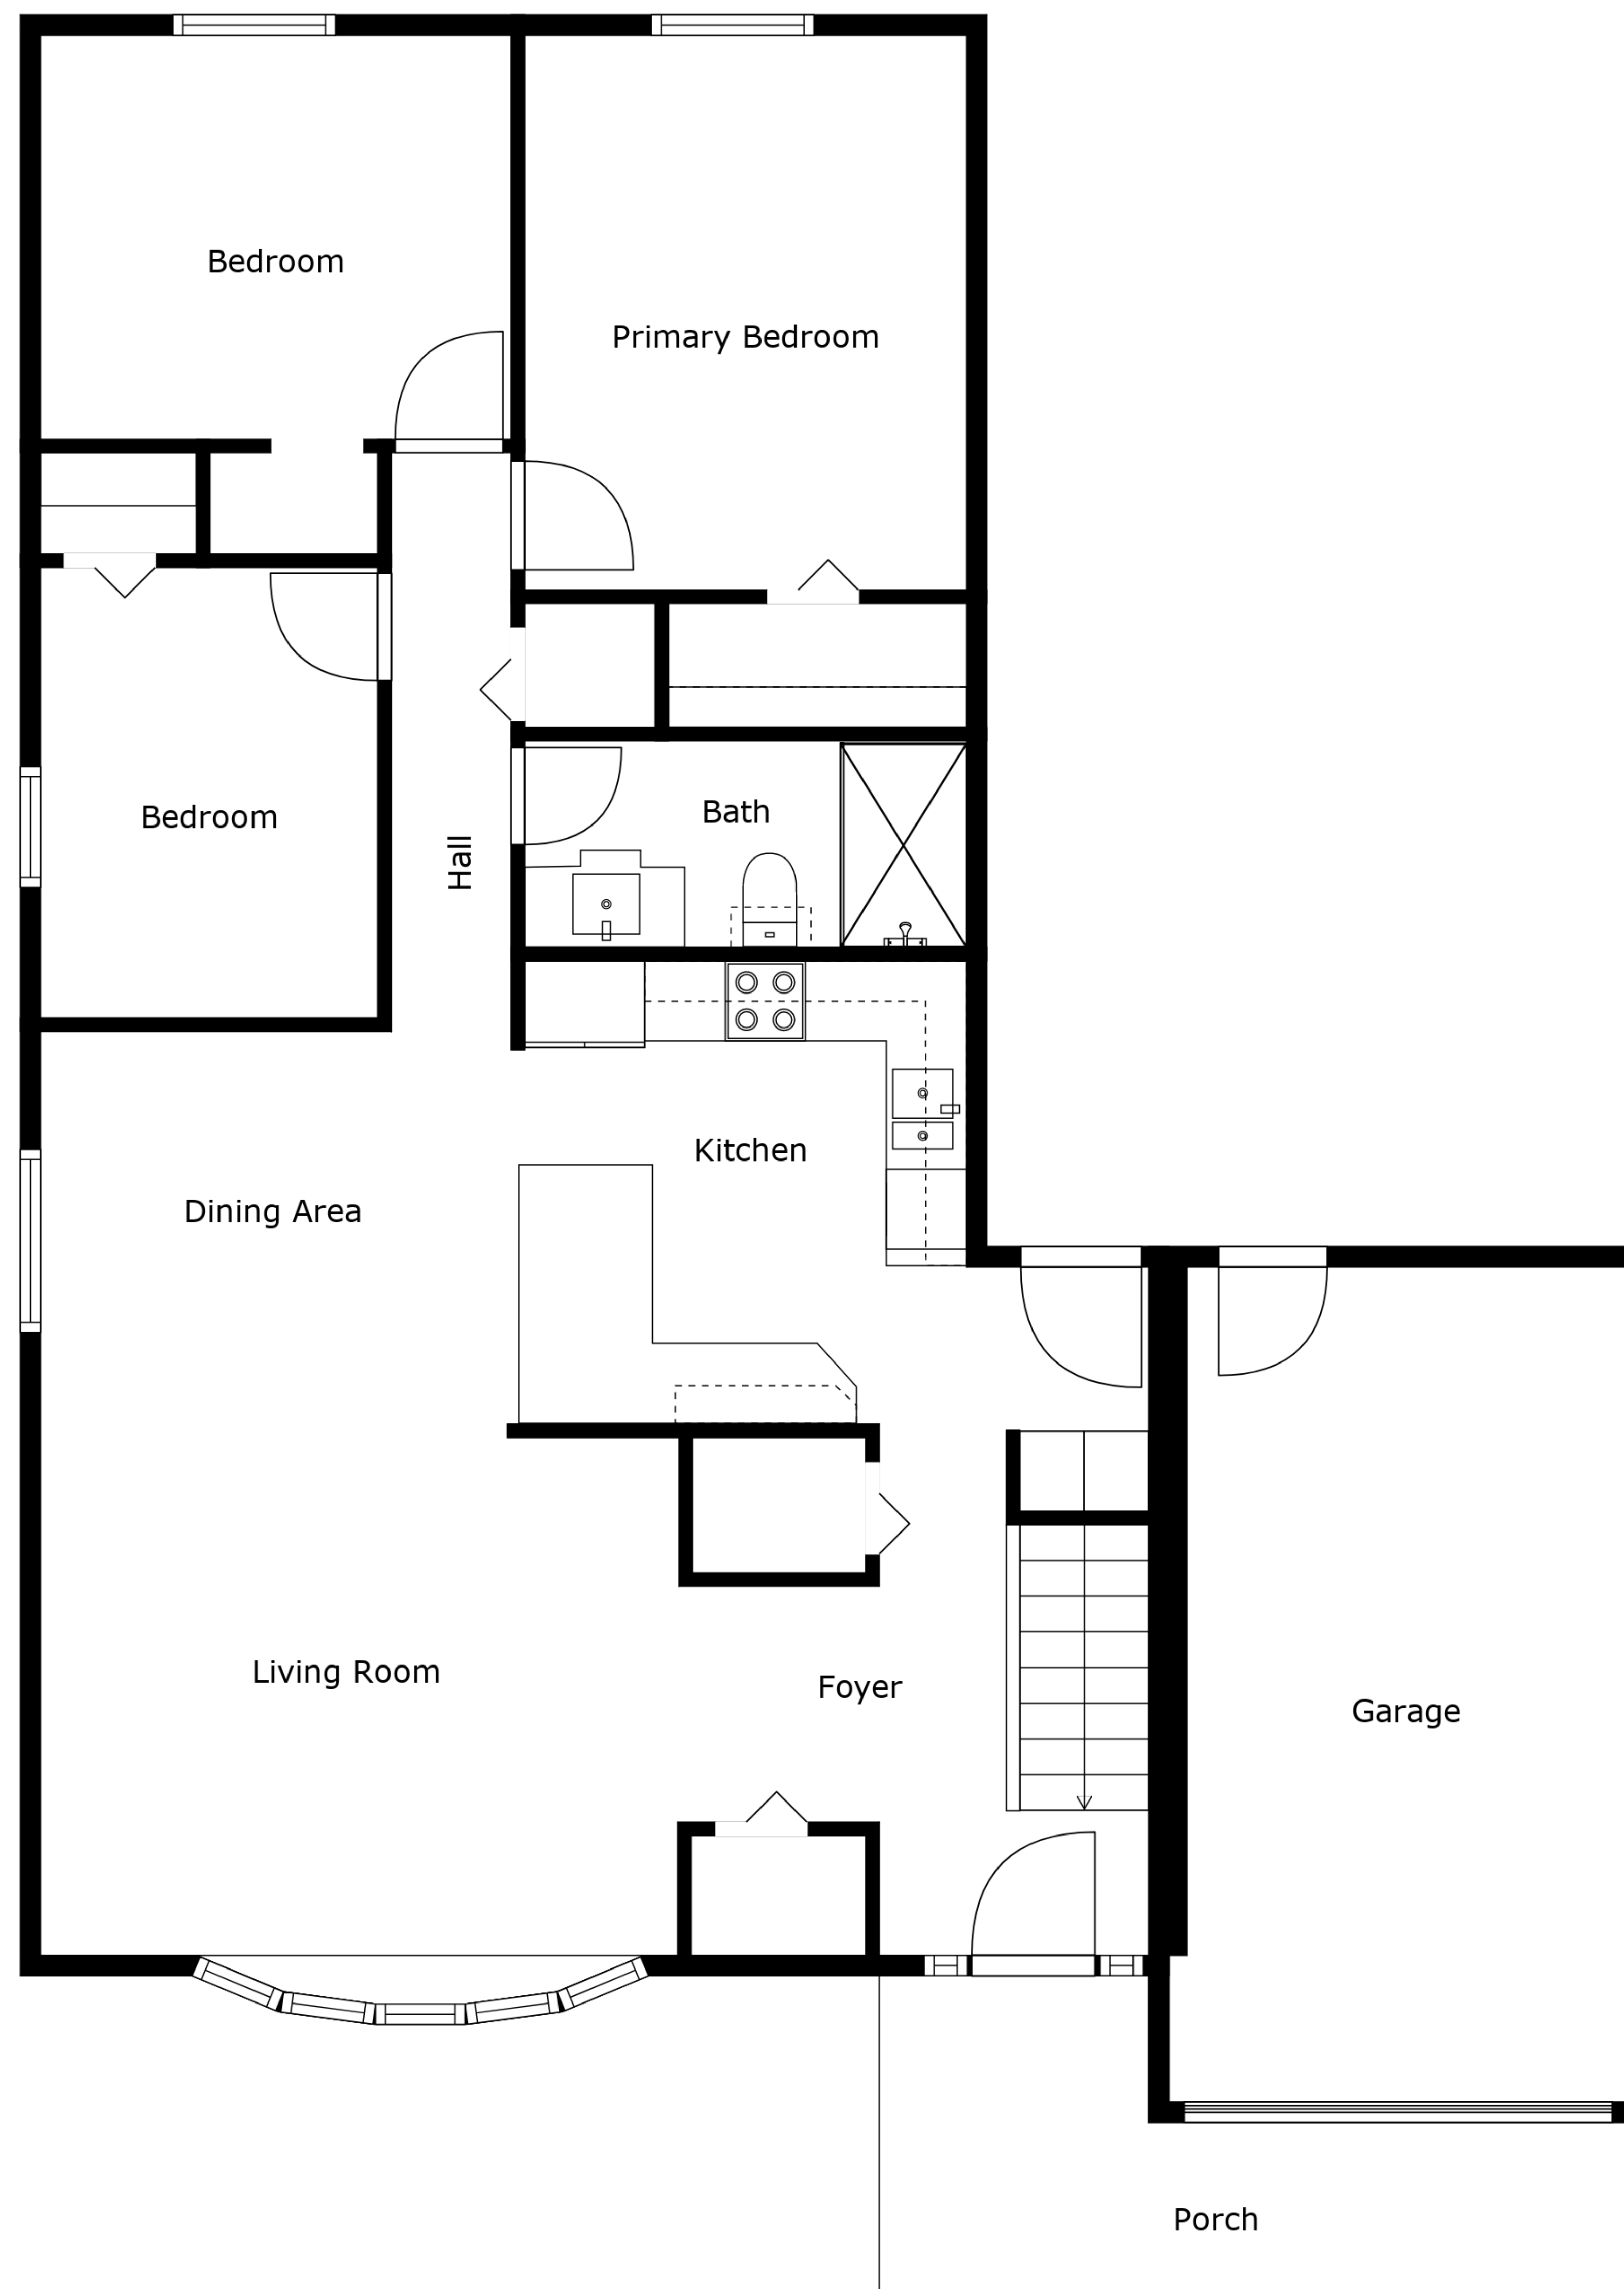 Bedroom
Primary Bedroom
Bath
Bedroom
Hall
Kitchen
Dining Area
Living Room
Foyer
Garage
Porch